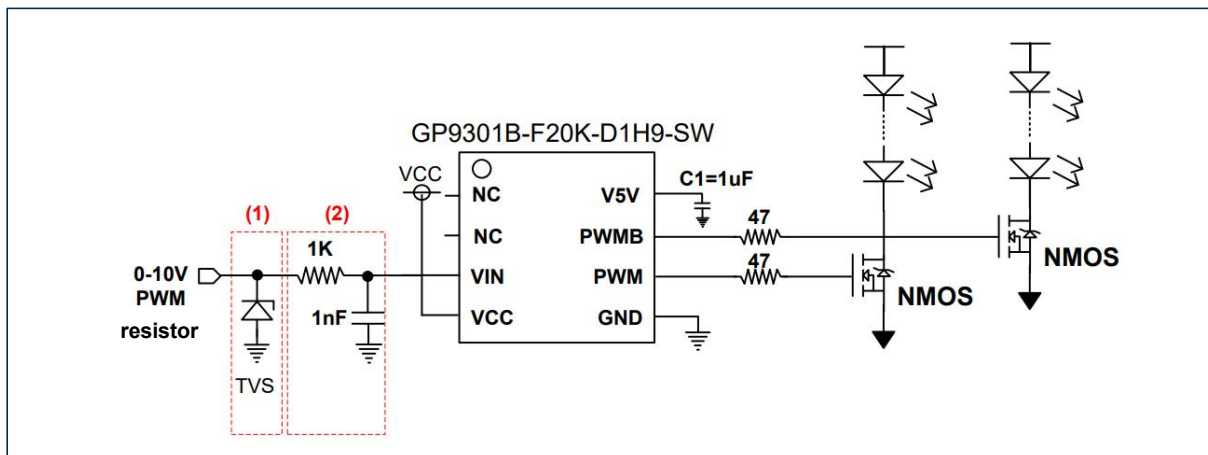 GP9301B-F20K-D1H9-SW
VCC
NC
V5V
C1=1uF
(1)
(2)
NC
PWMB
47
1K
0-10V
PWM
resistor
VIN
PWM
47
NMOS
NMOS
1nF
VCC
GND
TVS